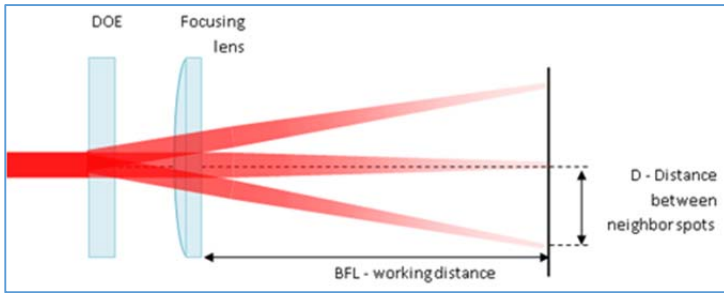 DOE
Focusing
lens
D - Distance
between
neighbor spots
BFL - working distance